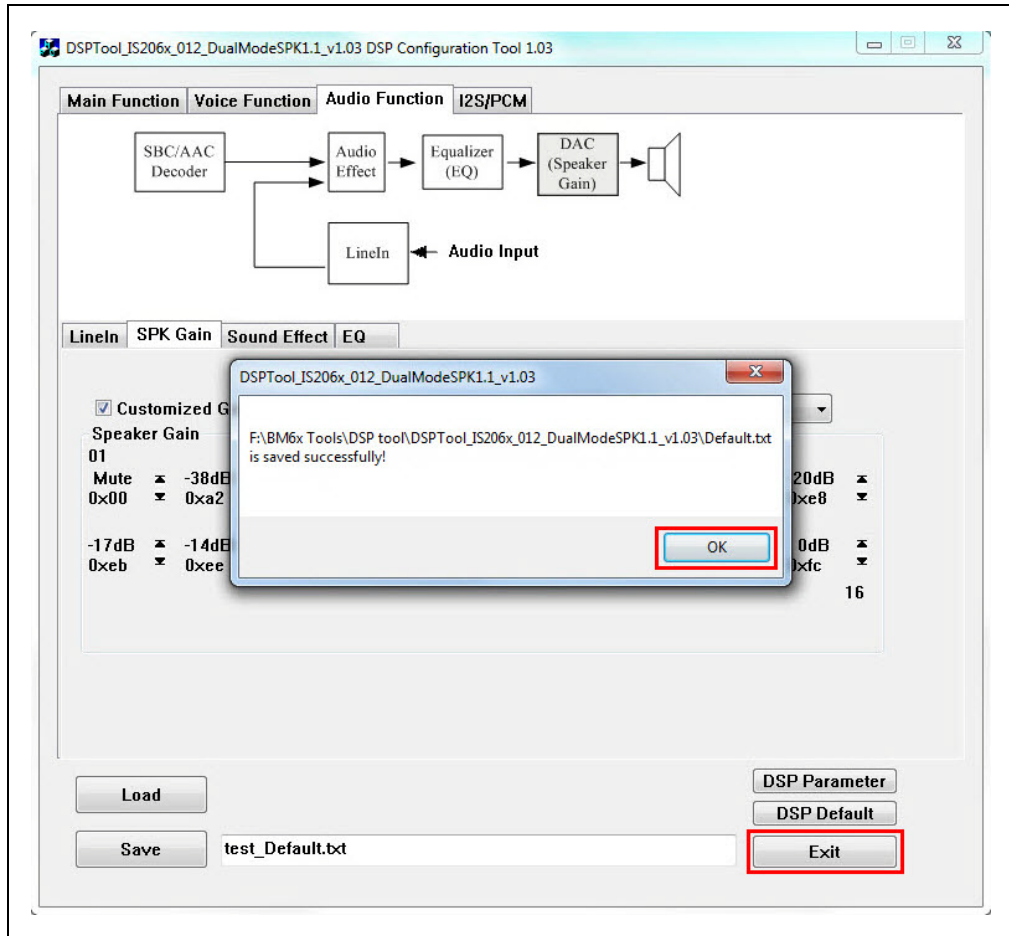 DSPTool_IS206x_012_DualModeSPK1.1_v1.03 DSP Configuration Tool 1.03
Main Function Voice Function Audio Function I2S/PCM
SBC/AAC
Decoder
Audio
Effect
Equalizer
(EQ)
DAC
(Speaker
Gain)
LineIn
Audio Input
LineIn SPK Gain Sound Effect EQ
DSPTool_IS206x_012_DualModeSPK1.1_v1.03
F:\BM6x Tools\DSP tool\DSPTool_IS206x_012_DualModeSPK1.1_v1.03\Default.txt
is saved successfully!
OK
Customized G
Speaker Gain
01
Mute -38dB 20dB
0x00 0xa2 0xe8
-17dB -14dB 0dB
0xeb 0xee 0xfc
16
Load
DSP Parameter
DSP Default
Save test_Default.txt Exit